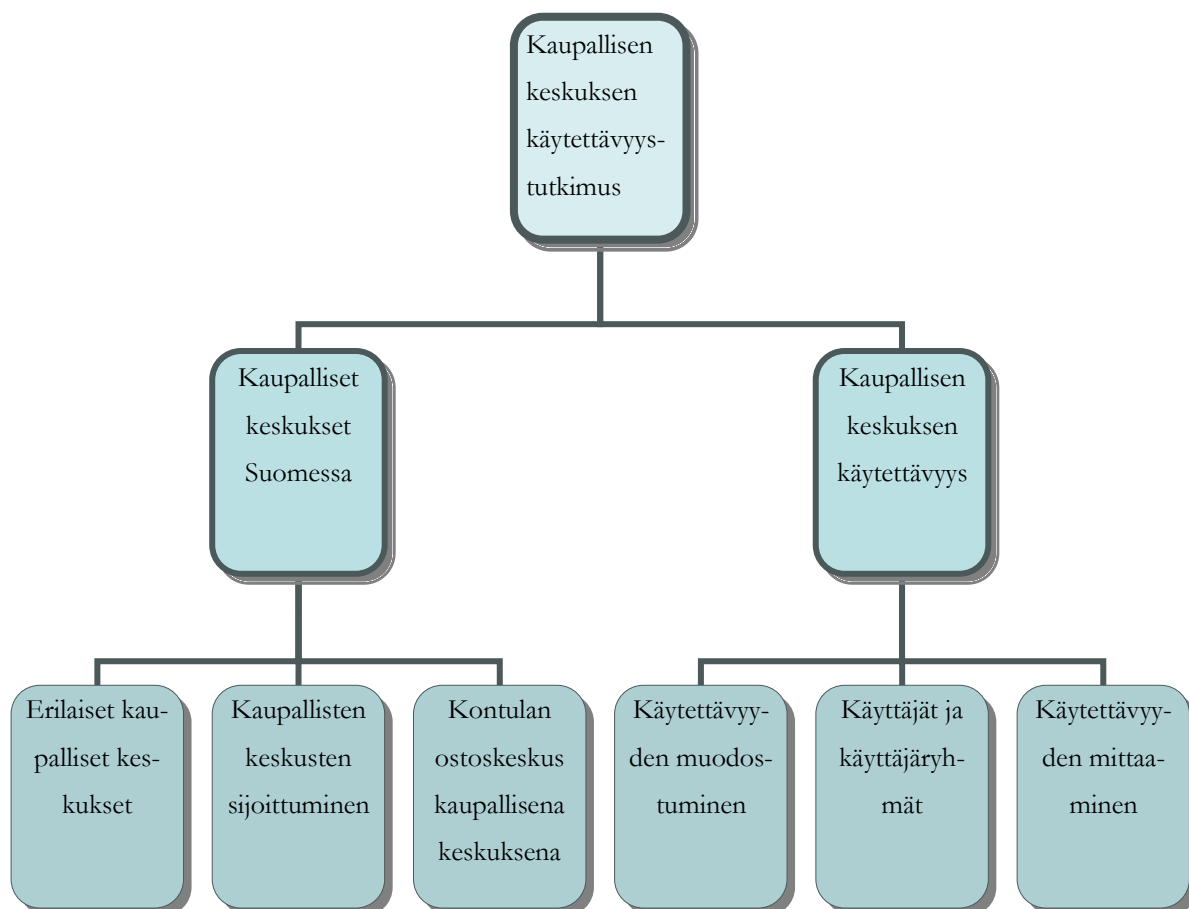 Kaupallisen
keskuksen
käytettävyys-
tutkimus
Kaupalliset
keskukset
Suomessa
Kaupallisen
keskuksen
käytettävyys
Erilaiset kau-
palliset kes-
kukset
Kaupallisten
keskusten
sijoittuminen
Kontulan
ostoskeskus
kaupallisena
keskuksena
Käytettävyy-
den muodos-
tuminen
Käyttäjät ja
käyttäjäryh-
mät
Käytettävyy-
den mittaa-
minen